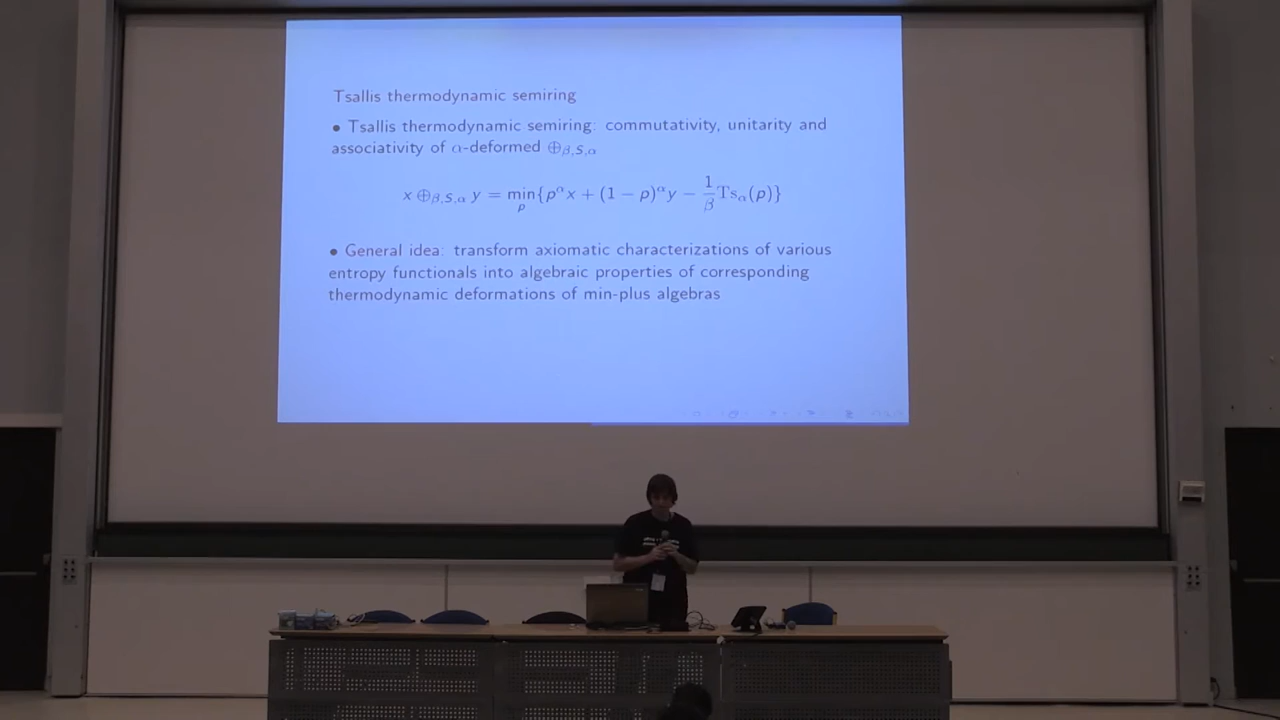 Tsallis thermodynamic semiring
• Tsallis thermodynamic semiring: commutativity, unitarity and
associativity of α-deformed ⊕β,S,α
x ⊕β,S,α y = min p {p^α x + (1 − p)^α y − 1/β Ts_α(p)}
• General idea: transform axiomatic characterizations of various
entropy functionals into algebraic properties of corresponding
thermodynamic deformations of min-plus algebras